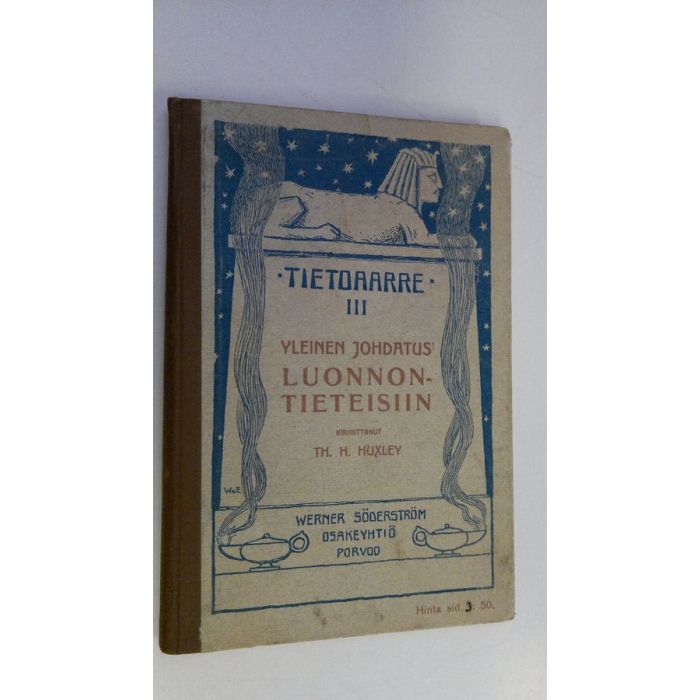 ·TIETOAARRE·
III
YLEINEN JOHDATUS
LUONNON-
TIETEISIIN
KIRJOITTANUT
TH. H. HUXLEY
W.v.E
WERNER SÖDERSTRÖM
OSAKEYHTIÖ
PORVOO
Hinta sid. 3: 50.